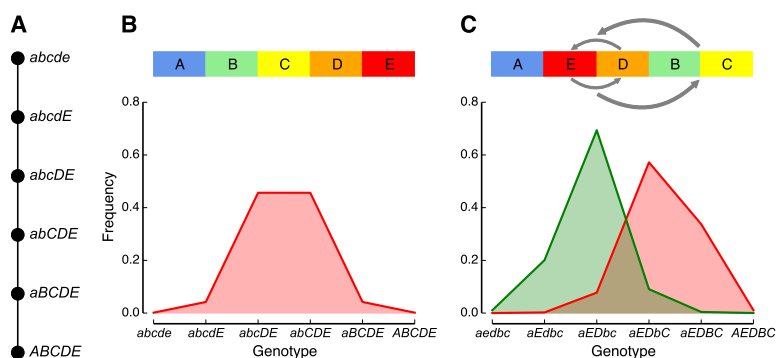 A
abcde
abcdE
abcDE
abCDE
aBCDE
ABCDE
B
A B C D E
Frequency
0.8
0.6
0.4
0.2
0.0
abcde abcdE abcDE abCDE aBCDE ABCDE
Genotype
C
A E D B C
0.8
0.6
0.4
0.2
0.0
aedbc aEdbc aEDbc aEDbC aEDBC AEDBC
Genotype